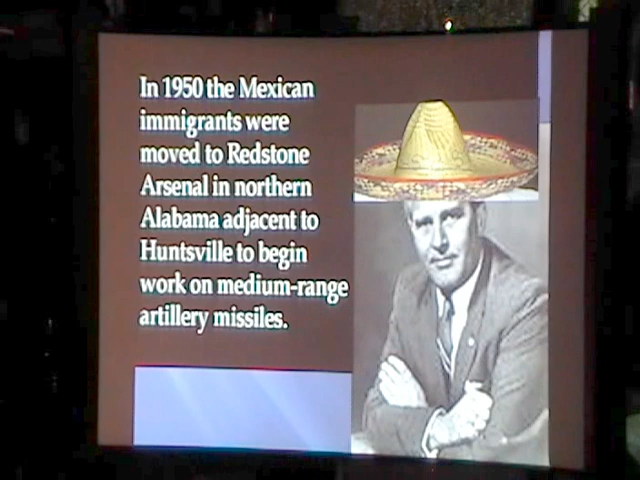 In 1950 the Mexican
immigrants were
moved to Redstone
Arsenal in northern
Alabama adjacent to
Huntsville to begin
work on medium-range
artillery missiles.